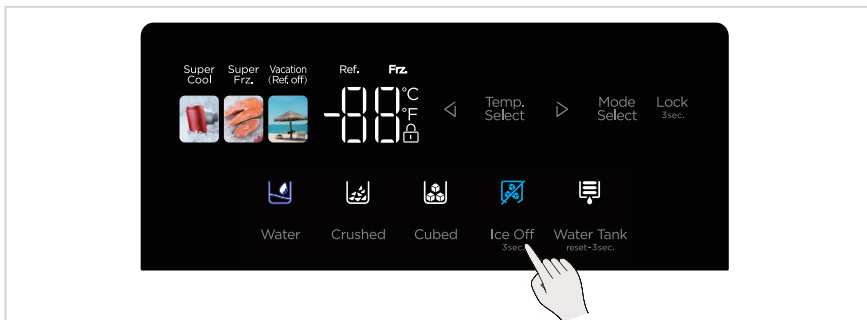 Super Cool
Super Frz.
Vacation (Ref, off)
Ref.
Frz.
-88
°C
°F
Temp. Select
Mode Select
Lock
3sec.
Water
Crushed
Cubed
Ice Off
3sec.
Water Tank
reset-3sec.